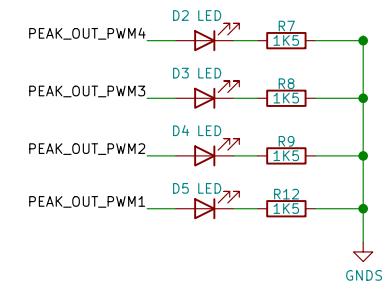 D2 LED
PEAK_OUT_PWM4
R7
1K5
D3 LED
PEAK_OUT_PWM3
R8
1K5
D4 LED
PEAK_OUT_PWM2
R9
1K5
D5 LED
PEAK_OUT_PWM1
R12
1K5
GNDS